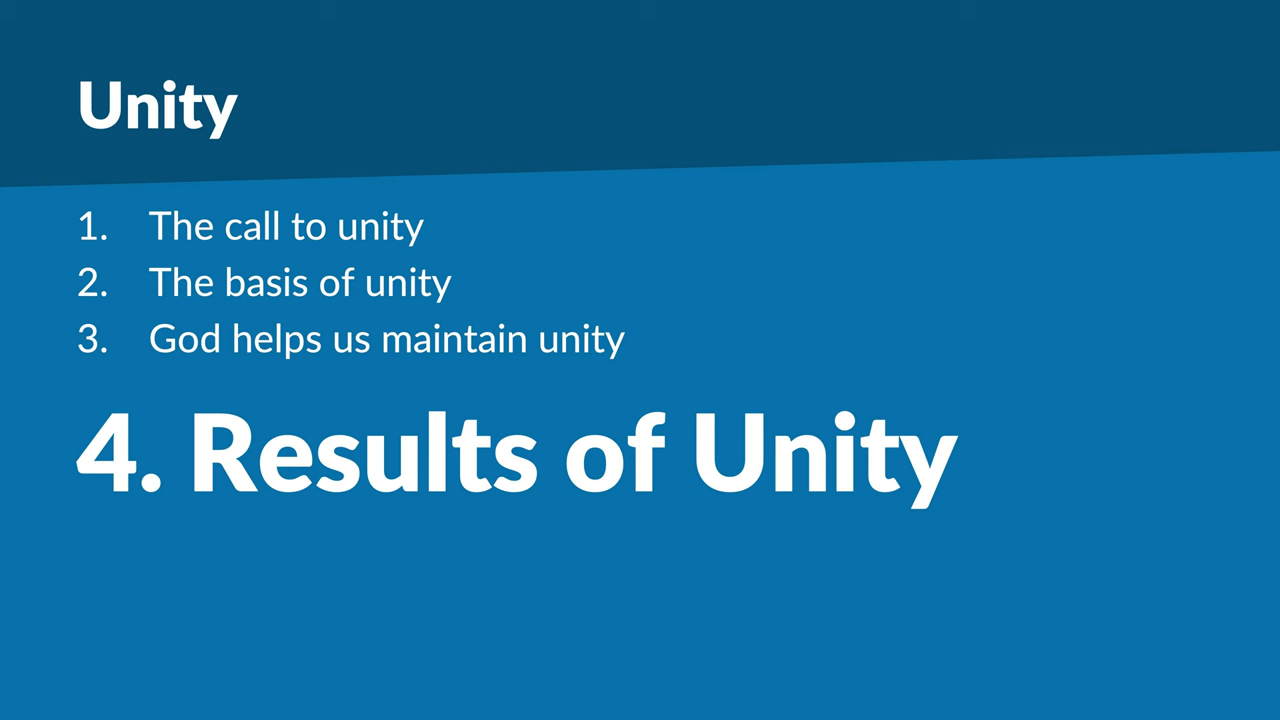 Unity
1. The call to unity
2. The basis of unity
3. God helps us maintain unity
4. Results of Unity